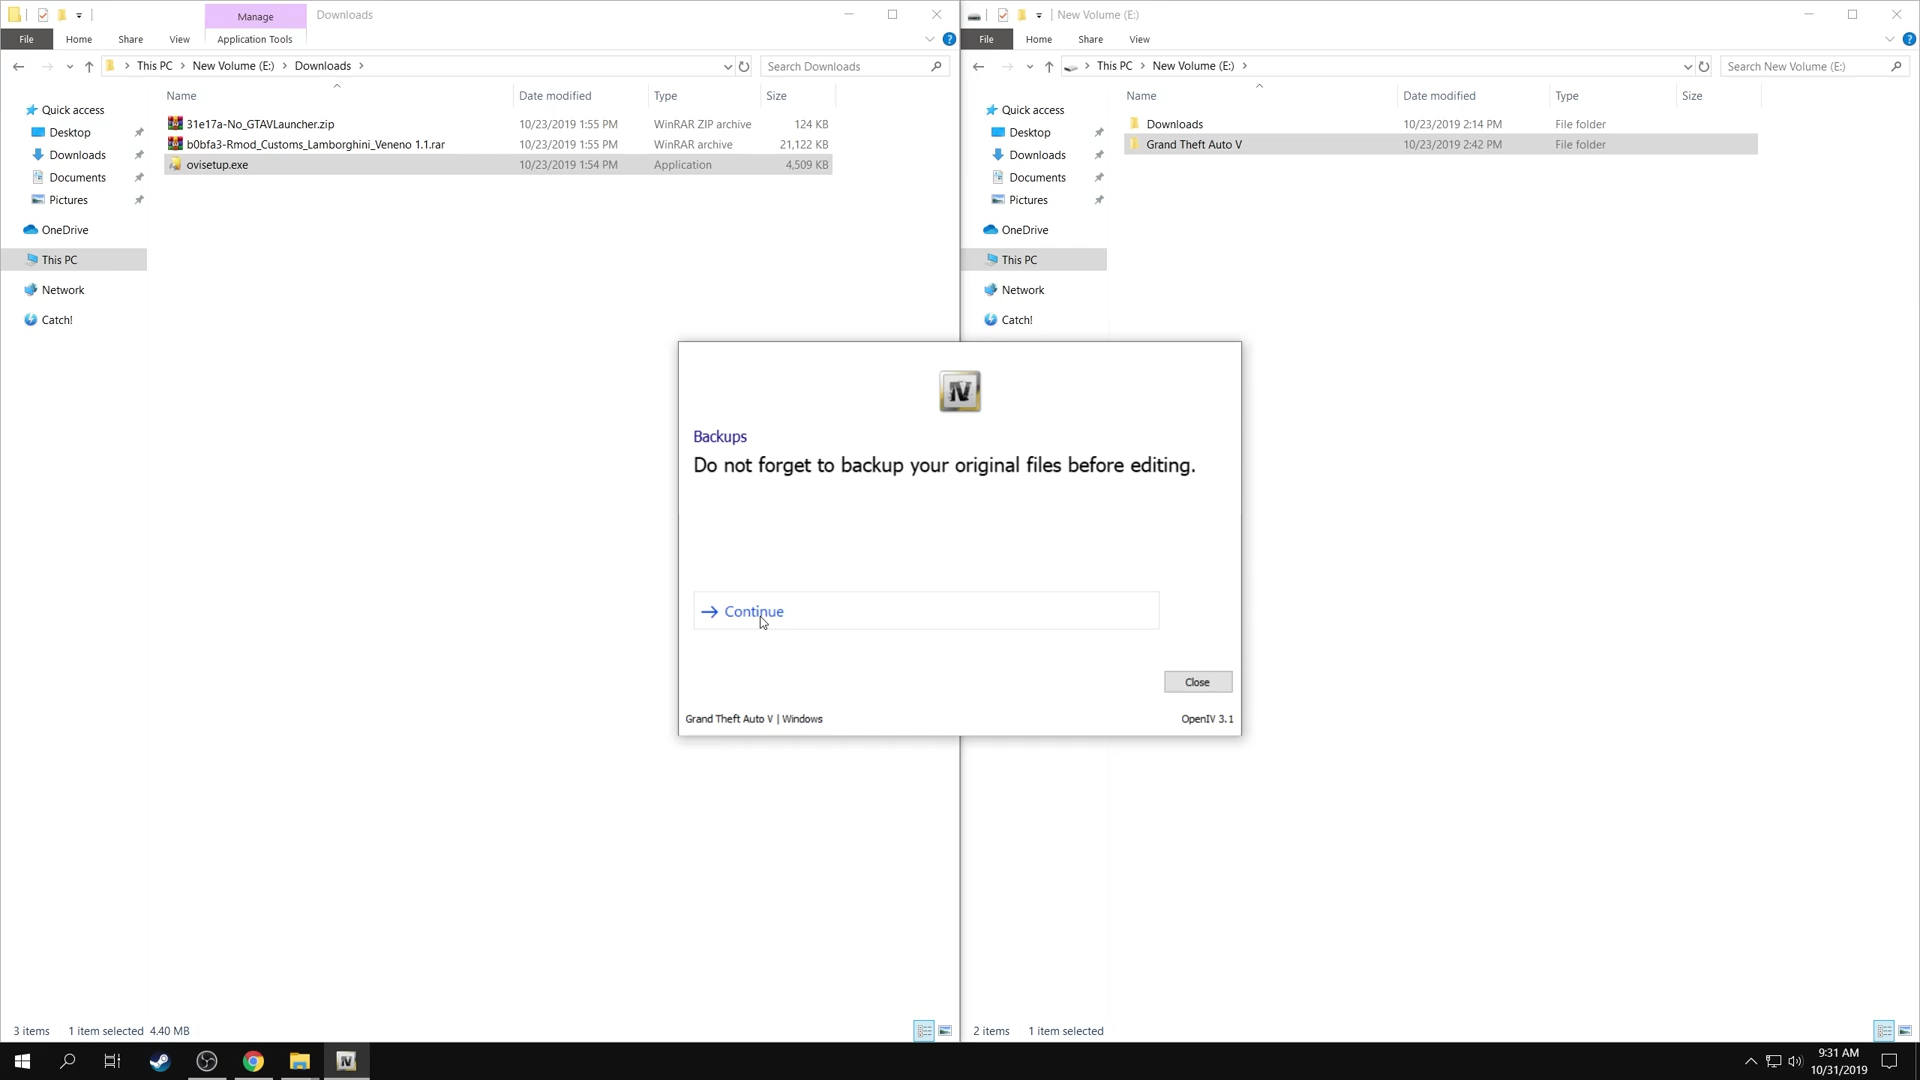 Manage
Downloads
File
Home
Share
View
Application Tools
This PC
New Volume (E:)
Downloads
Search Downloads
Name
Date modified
Type
Size
Quick access
Desktop
Downloads
Documents
Pictures
OneDrive
This PC
Network
Catch!
31e17a-No_GTAVLauncher.zip 10/23/2019 1:55 PM WinRAR ZIP archive 124 KB
b0bfa3-Rmod_Customs_Lamborghini_Veneno 1.1.rar 10/23/2019 1:55 PM WinRAR archive 21,122 KB
ovisetup.exe 10/23/2019 1:54 PM Application 4,509 KB
3 items 1 item selected 4.40 MB
New Volume (E:)
File
Home
Share
View
This PC
New Volume (E:)
Search New Volume (E:)
Name
Date modified
Type
Size
Quick access
Desktop
Downloads
Documents
Pictures
OneDrive
This PC
Network
Catch!
Downloads 10/23/2019 2:14 PM File folder
Grand Theft Auto V 10/23/2019 2:42 PM File folder
2 items 1 item selected
IV
Backups
Do not forget to backup your original files before editing.
Continue
Close
Grand Theft Auto V | Windows
OpenIV 3.1
IV
9:31 AM
10/31/2019